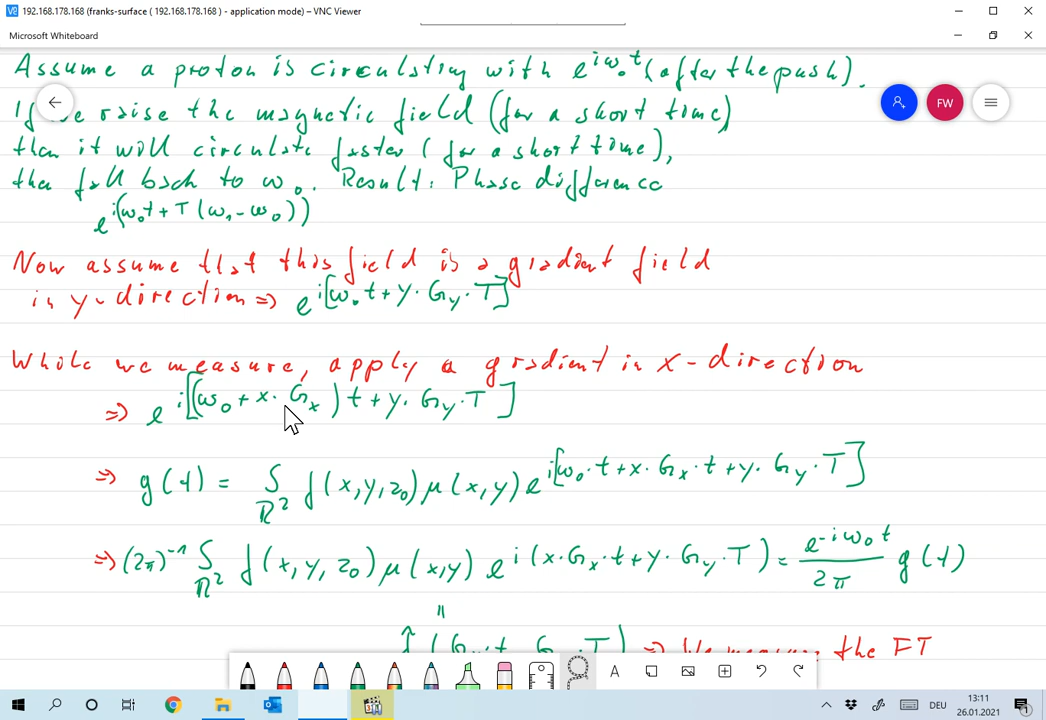 192.168.178.168 (franks-surface ( 192.168.178.168 ) - application mode) – VNC Viewer
Microsoft Whiteboard
Assume a proton is circulating with e^{iω₀t} (after the push).
If we raise the magnetic field (for a short time)
then it will circulate faster (for a short time),
then fall back to ω₀. Result: Phase difference
e^{i(ω₀t + T(ω₁ - ω₀))}
Now assume that this field is a gradient field
in y-direction => e^{i[ω₀t + y·G_y·T]}
While we measure, apply a gradient in x-direction
=> e^{i[(ω₀ + x·G_x)t + y·G_y·T]}
=> g(t) = ∫_{ℝ²} f(x,y,z₀) μ(x,y) e^{i[ω₀·t + x·G_x·t + y·G_y·T]}
=> (2π)^{-1} ∫_{ℝ²} f(x,y,z₀) μ(x,y) e^{i(x·G_x·t + y·G_y·T)} = e^{-iω₀t}/2π g(t)
=
=> We measure the FT
FW
A
DEU
13:11
26.01.2021
1